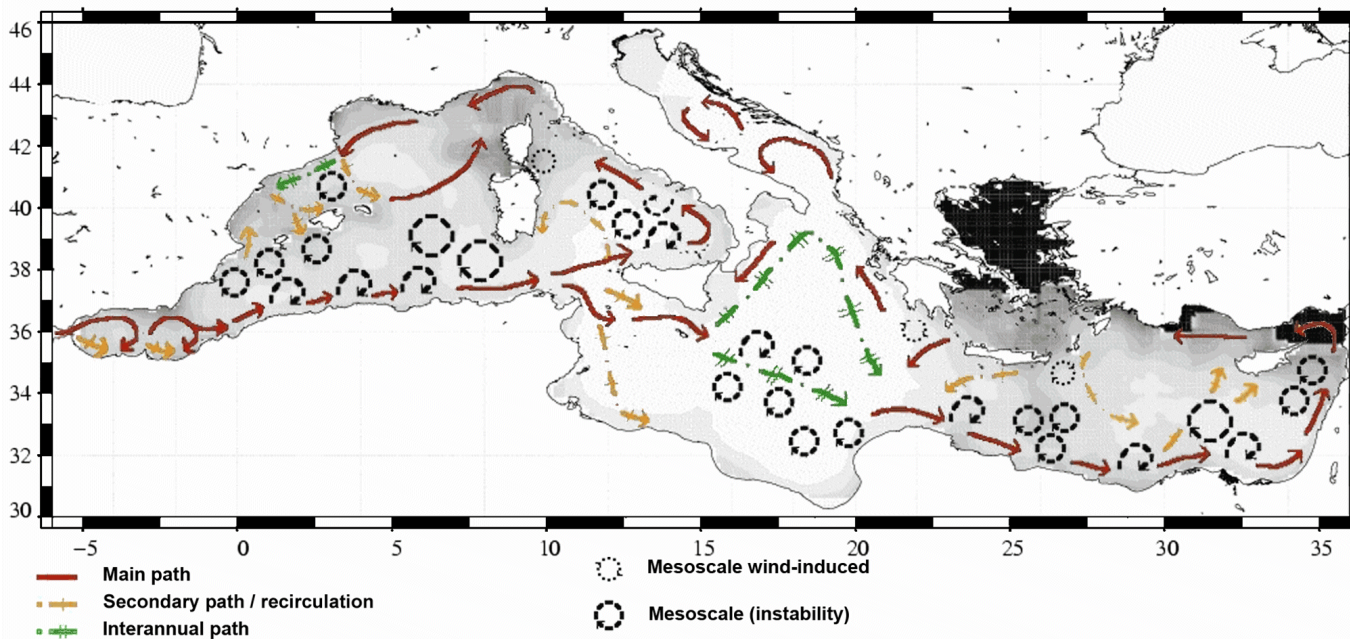 46
44
42
40
38
36
34
32
30
−5 0 5 10 15 20 25 30 35
Main path
Secondary path / recirculation
Interannual path
Mesoscale wind-induced
Mesoscale (instability)